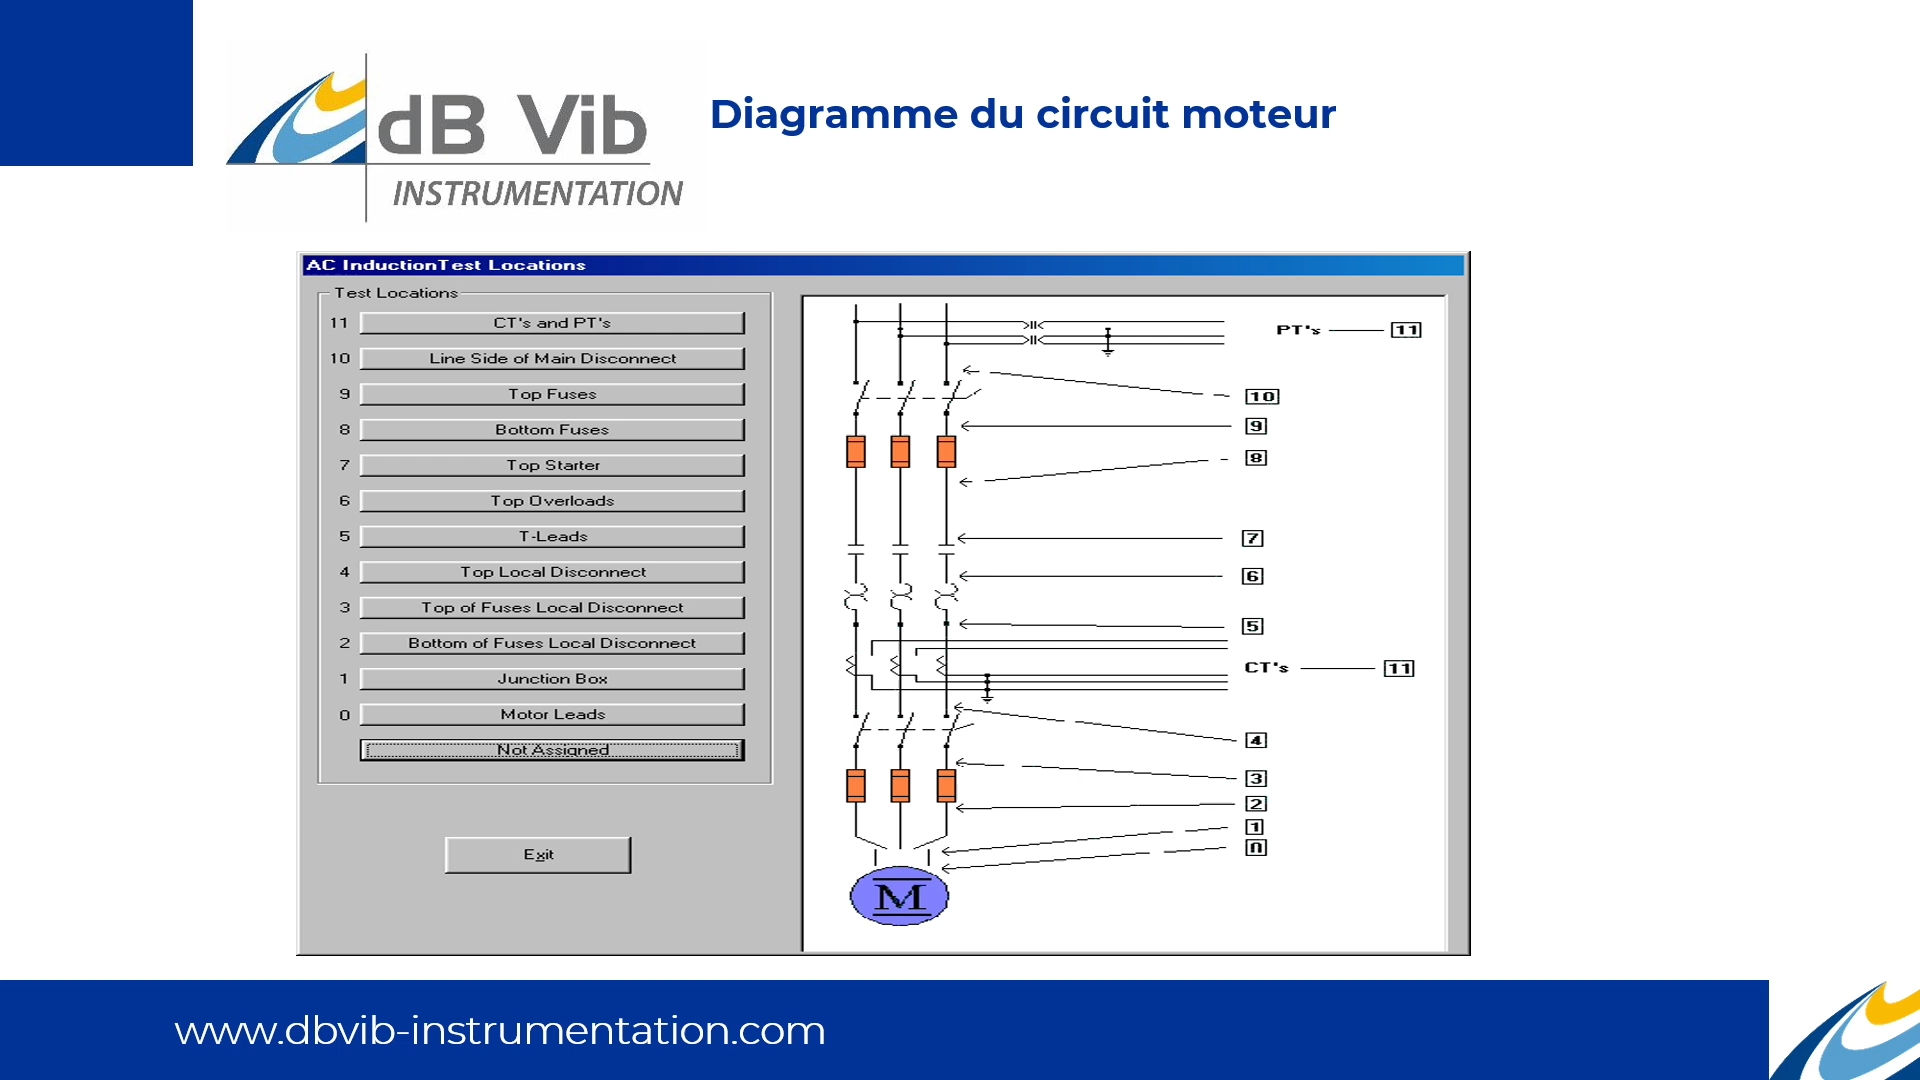 dB Vib
INSTRUMENTATION
Diagramme du circuit moteur
AC InductionTest Locations
Test Locations
11 CT's and PT's
10 Line Side of Main Disconnect
9 Top Fuses
8 Bottom Fuses
7 Top Starter
6 Top Overloads
5 T-Leads
4 Top Local Disconnect
3 Top of Fuses Local Disconnect
2 Bottom of Fuses Local Disconnect
1 Junction Box
0 Motor Leads
Not Assigned
Exit
PT's 11
10
9
8
7
6
5
CT's 11
4
3
2
1
0
M
www.dbvib-instrumentation.com